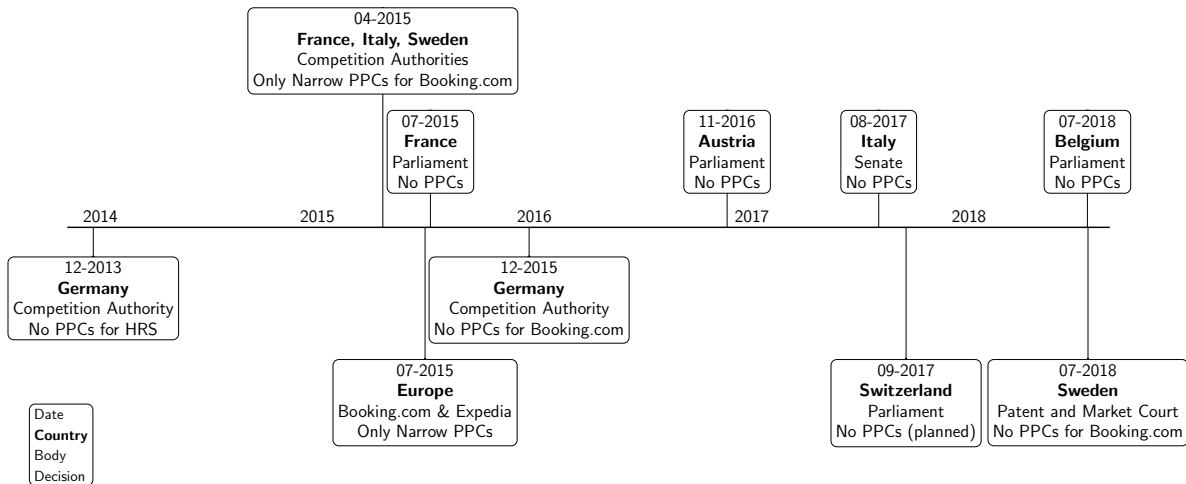 04-2015
France, Italy, Sweden
Competition Authorities
Only Narrow PPCs for Booking.com
07-2015
France
Parliament
No PPCs
11-2016
Austria
Parliament
No PPCs
08-2017
Italy
Senate
No PPCs
07-2018
Belgium
Parliament
No PPCs
2014
2015
2016
2017
2018
12-2013
Germany
Competition Authority
No PPCs for HRS
12-2015
Germany
Competition Authority
No PPCs for Booking.com
07-2015
Europe
Booking.com & Expedia
Only Narrow PPCs
09-2017
Switzerland
Parliament
No PPCs (planned)
07-2018
Sweden
Patent and Market Court
No PPCs for Booking.com
Date
Country
Body
Decision